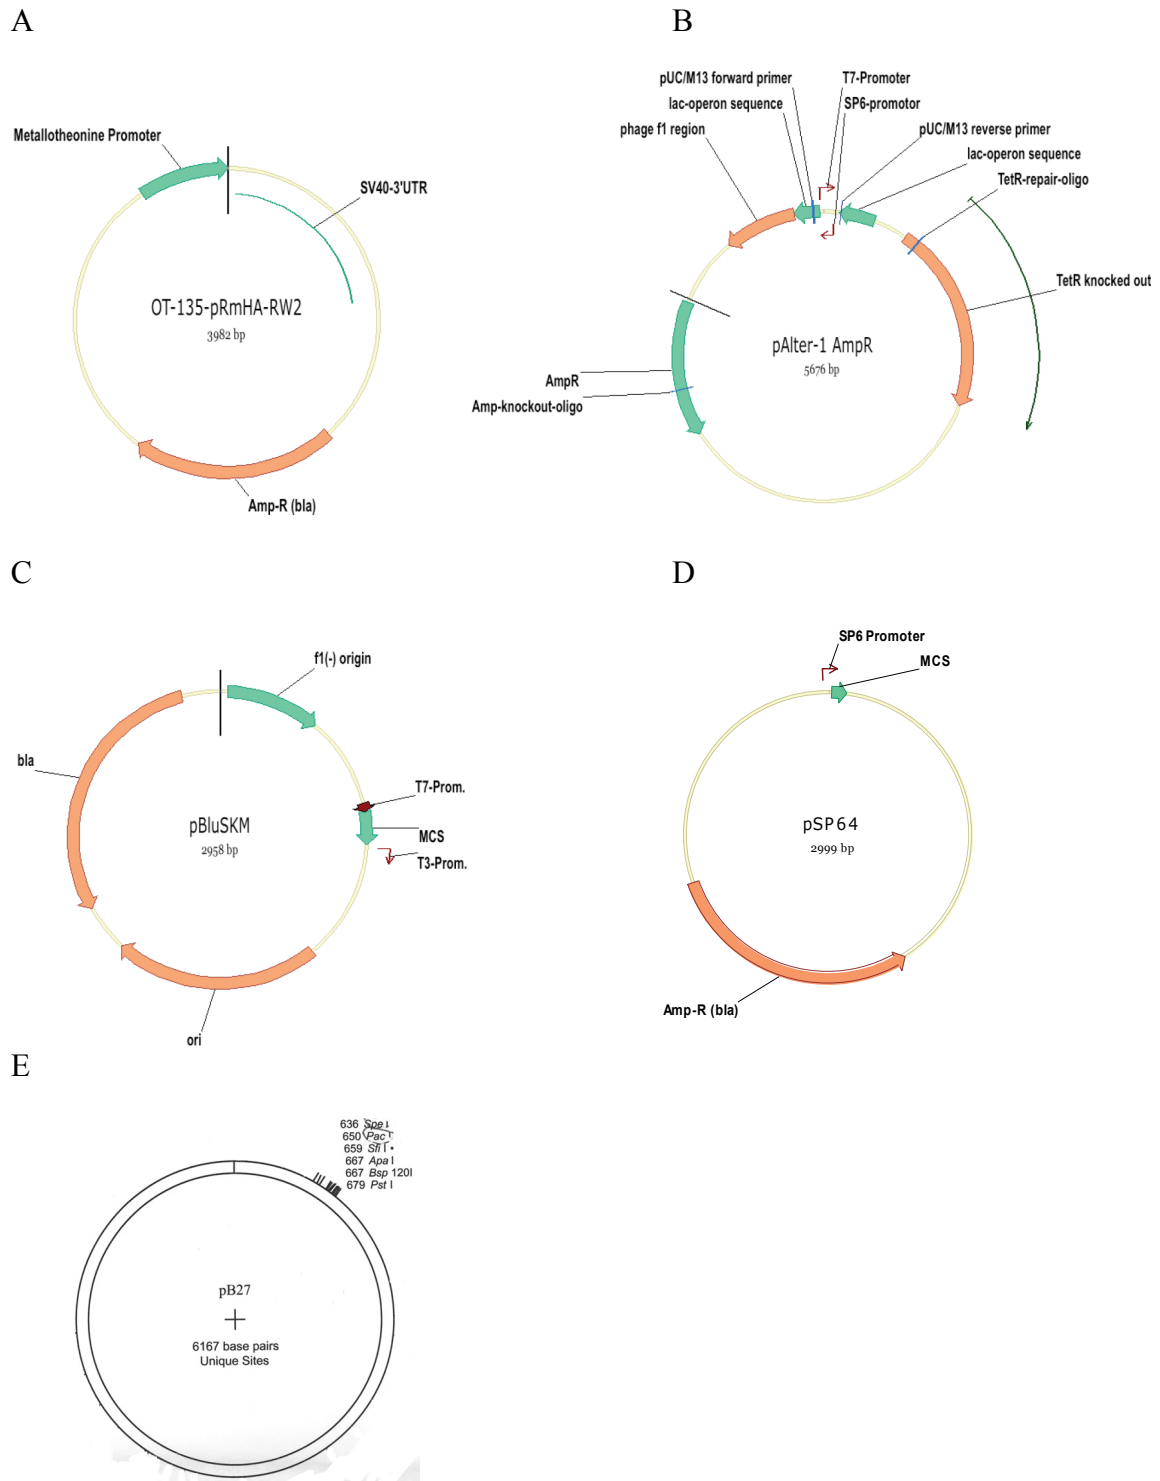 A
Metallotheonine Promoter
SV40-3'UTR
OT-135-pRmHA-RW2
3982 bp
Amp-R (bla)
B
pUC/M13 forward primer
T7-Promoter
lac-operon sequence
SP6-promotor
phage f1 region
pUC/M13 reverse primer
lac-operon sequence
TetR-repair-oligo
TetR knocked out
pAlter-1 AmpR
5676 bp
AmpR
Amp-knockout-oligo
C
f1(-) origin
bla
T7-Prom.
pBluSKM
MCS
2958 bp
T3-Prom.
ori
D
SP6 Promoter
MCS
pSP64
2999 bp
Amp-R (bla)
E
636 Spe I
650 Pac I
659 Sfi I •
667 Apa I
667 Bsp 120I
679 Pst I
pB27
6167 base pairs
Unique Sites